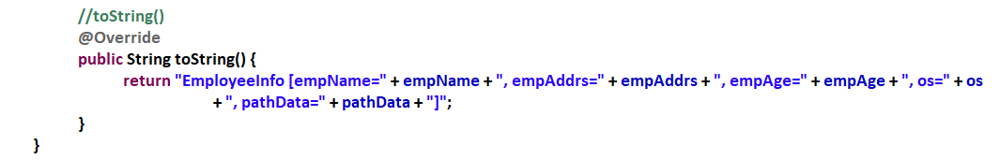 //toString()
@Override
public String toString() {
return "EmployeeInfo [empName=" + empName + ", empAddrs=" + empAddrs + ", empAge=" + empAge + ", os=" + os
+ ", pathData=" + pathData + "]";
}
}